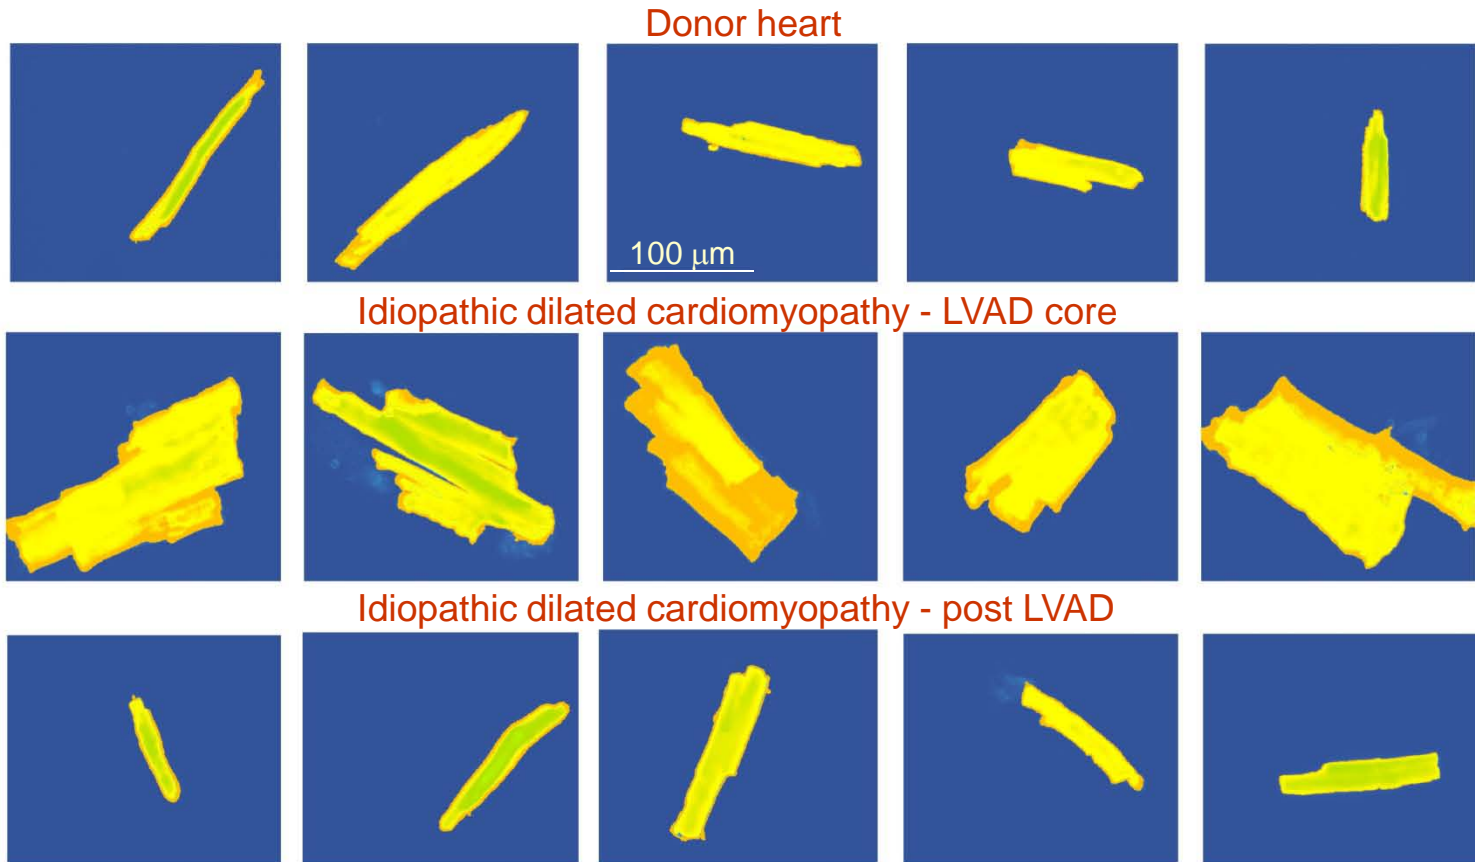 Donor heart
100 μm
Idiopathic dilated cardiomyopathy - LVAD core
Idiopathic dilated cardiomyopathy - post LVAD